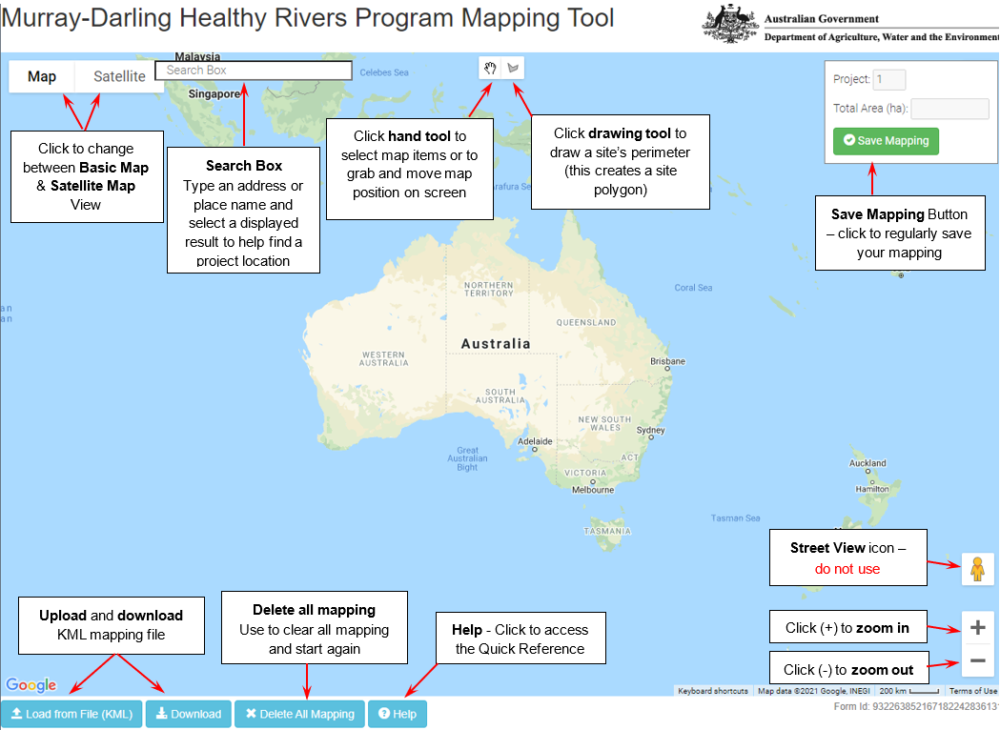 Murray-Darling Healthy Rivers Program Mapping Tool
Australian Government
Department of Agriculture, Water and the Environment
Map
Satellite
Malaysia
Search Box
Celebes Sea
Singapore
Project: 1
Total Area (ha):
Save Mapping
Click to change
between Basic Map
& Satellite Map
View
Search Box
Type an address or
place name and
select a displayed
result to help find a
project location
Click hand tool to
select map items or to
grab and move map
position on screen
Click drawing tool to
draw a site's perimeter
(this creates a site
polygon)
Save Mapping Button
– click to regularly save
your mapping
Arafura Se
Coral Sea
an
an
NORTHERN
TERRITORY
QUEENSLAND
Australia
WESTERN
AUSTRALIA
Brisbane
SOUTH
AUSTRALIA
NEW SOUTH
WALES
Sydney
Adelaide
ACT
Great
Australian
Bight
VICTORIA
Melbourne
Auckland
Hamilton
Tasman Sea
TASMANIA
Street View icon –
do not use
Click (+) to zoom in
Click (-) to zoom out
Upload and download
KML mapping file
Delete all mapping
Use to clear all mapping
and start again
Help - Click to access
the Quick Reference
Google
Keyboard shortcuts
Map data ©2021 Google, INEGI
200 km
Terms of Use
Load from File (KML)
Download
Delete All Mapping
Help
Form Id: 932263852167182242836131